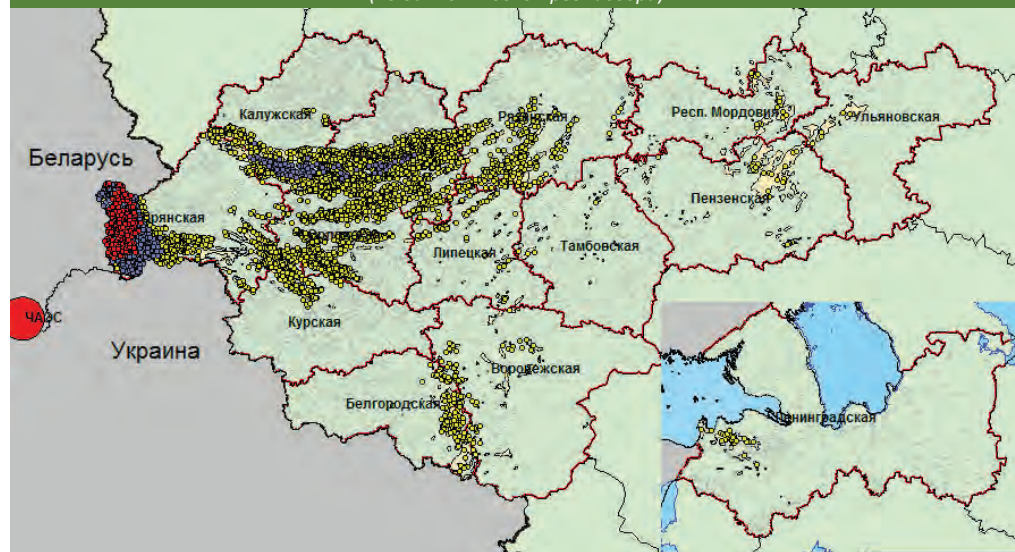 Калужская
Рязанская
Респ. Мордовия
Ульяновская
Беларусь
Брянская
Пензенская
Липецкая
Тамбовская
ЧАЭС
Курская
Украина
Воронежская
Белгородская
Ленинградская